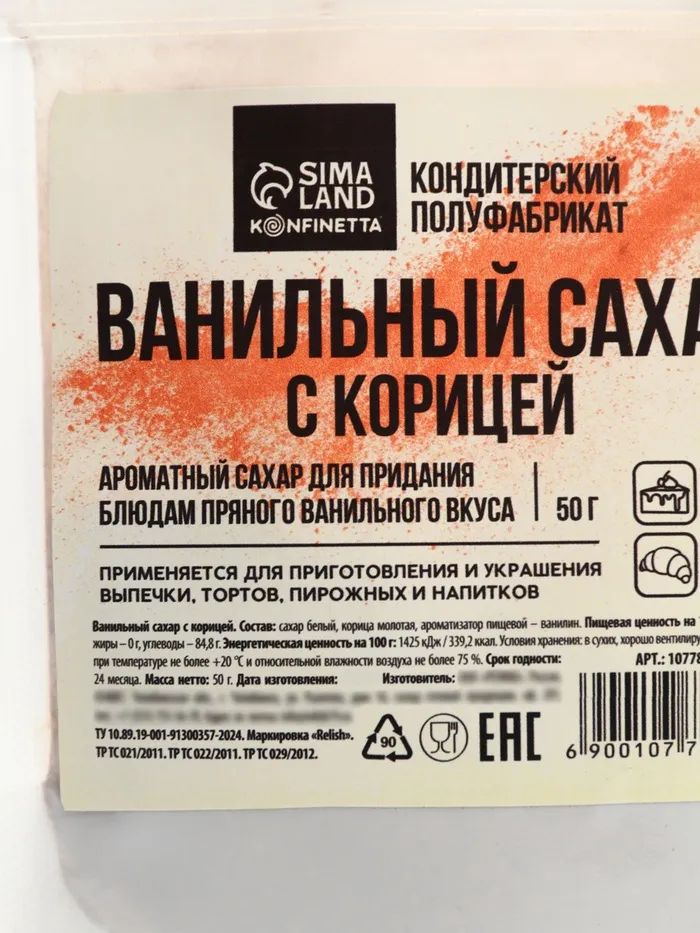 SIMA
LAND
KONFINETTA
КОНДИТЕРСКИЙ
ПОЛУФАБРИКАТ
ВАНИЛЬНЫЙ САХА
С КОРИЦЕЙ
АРОМАТНЫЙ САХАР ДЛЯ ПРИДАНИЯ
БЛЮДАМ ПРЯНОГО ВАНИЛЬНОГО ВКУСА
50 Г
ПРИМЕНЯЕТСЯ ДЛЯ ПРИГОТОВЛЕНИЯ И УКРАШЕНИЯ
ВЫПЕЧКИ, ТОРТОВ, ПИРОЖНЫХ И НАПИТКОВ
Ванильный сахар с корицей. Состав: сахар белый, корица молотая, ароматизатор пищевой – ванилин. Пищевая ценность на
жиры – 0 г, углеводы – 84,8 г. Энергетическая ценность на 100 г: 1425 кДж / 339,2 ккал. Условия хранения: в сухих, хорошо вентилиру
при температуре не более +20 °С и относительной влажности воздуха не более 75 %. Срок годности:
АРТ.: 10778
24 месяца. Масса нетто: 50 г. Дата изготовления: Изготовитель:
ТУ 10.89.19-001-91300357-2024. Маркировка «Relish».
ТР ТС 021/2011. ТР ТС 022/2011. ТР ТС 029/2012.
90
ЕАС
6 900107 7